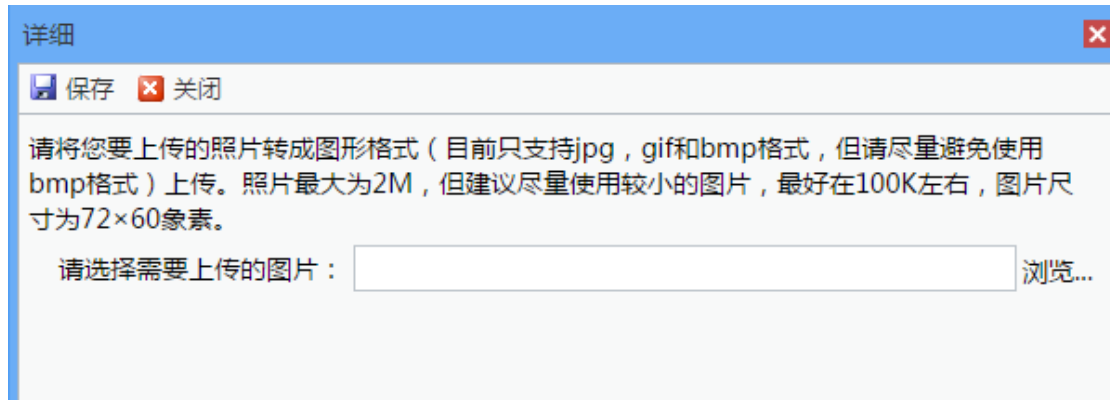 详细
保存 关闭
请将您要上传的照片转成图形格式（目前只支持jpg，gif和bmp格式，但请尽量避免使用
bmp格式）上传。照片最大为2M，但建议尽量使用较小的图片，最好在100K左右，图片尺
寸为72×60象素。
请选择需要上传的图片： 浏览...